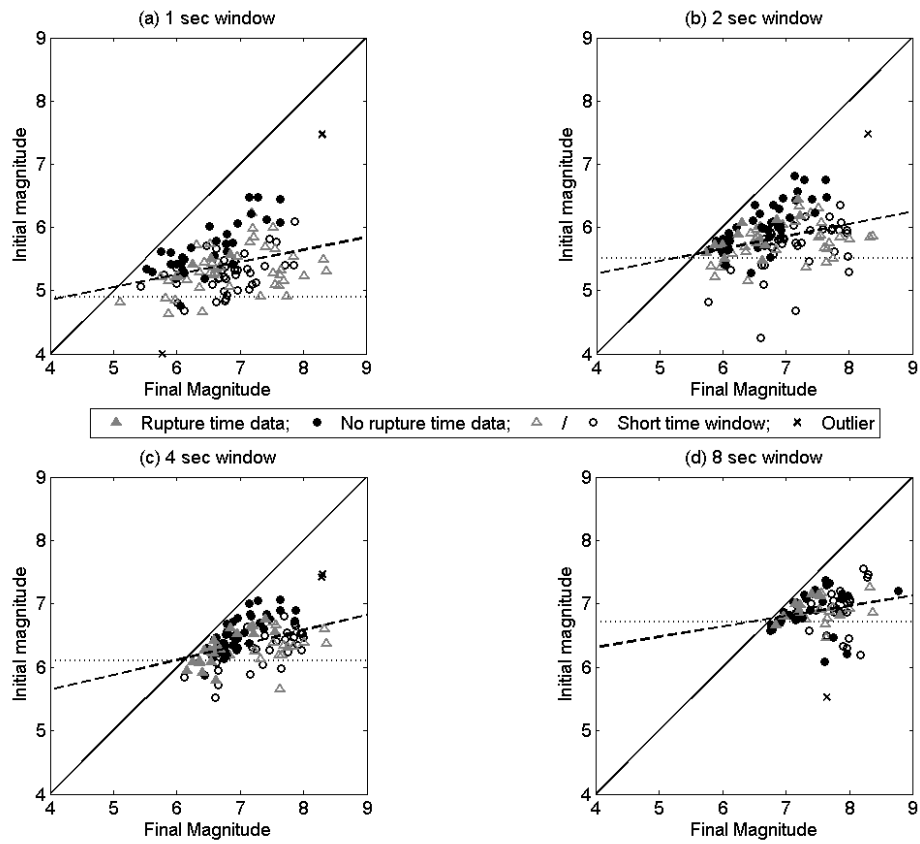 (a) 1 sec window
(b) 2 sec window
9
8
7
6
5
4
Initial magnitude
4 5 6 7 8 9
Final Magnitude
9
8
7
6
5
4
Initial magnitude
4 5 6 7 8 9
Final Magnitude
Rupture time data; No rupture time data; / Short time window; Outlier
(c) 4 sec window
(d) 8 sec window
9
8
7
6
5
4
Initial magnitude
4 5 6 7 8 9
Final Magnitude
9
8
7
6
5
4
Initial magnitude
4 5 6 7 8 9
Final Magnitude